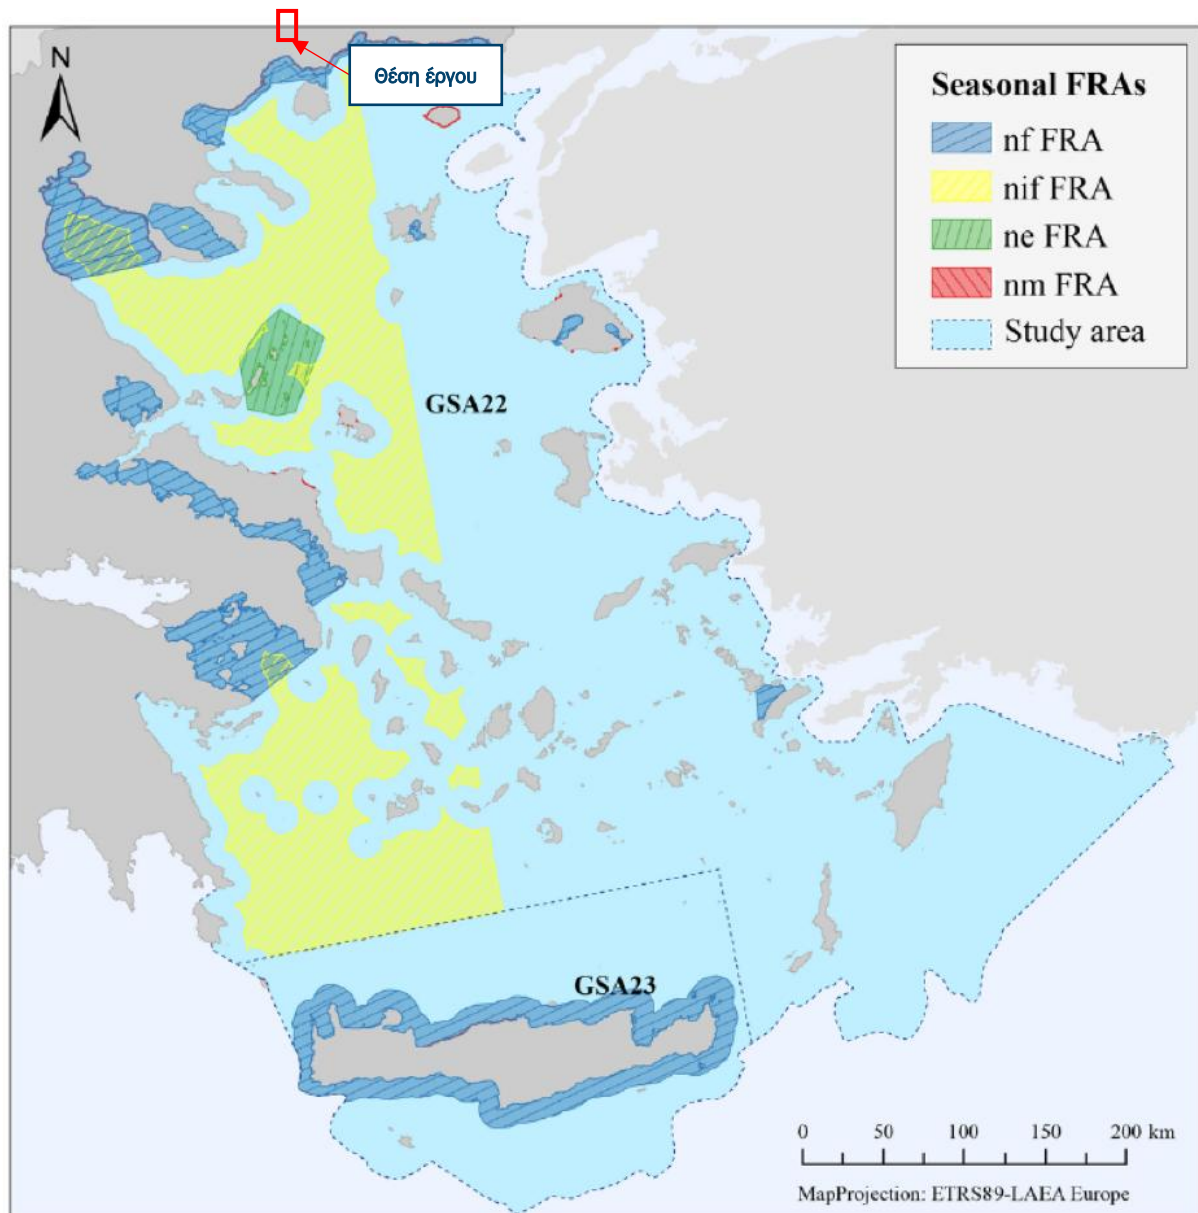 N
Θέση έργου
Seasonal FRAs
nf FRA
nif FRA
ne FRA
nm FRA
Study area
GSA22
GSA23
0 50 100 150 200 km
MapProjection: ETRS89-LAEA Europe